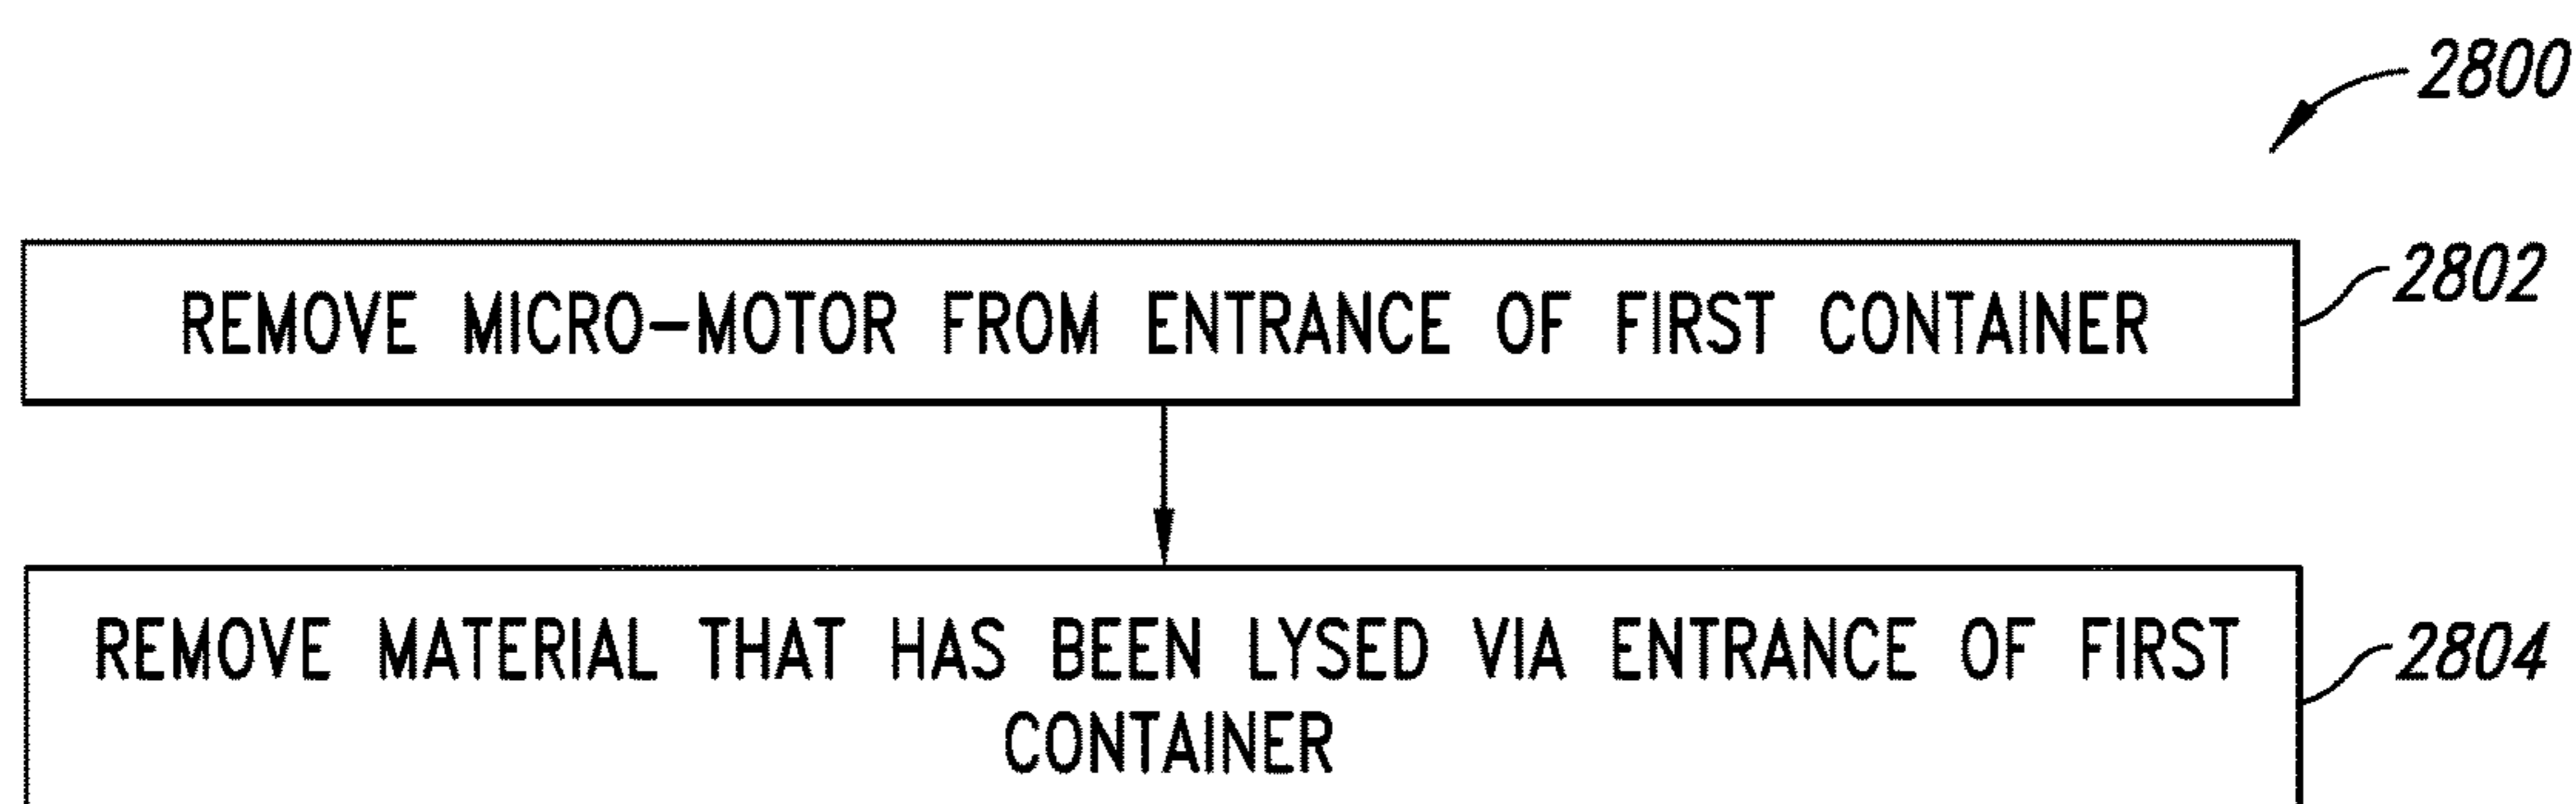 2800
REMOVE MICRO-MOTOR FROM ENTRANCE OF FIRST CONTAINER
2802
REMOVE MATERIAL THAT HAS BEEN LYSED VIA ENTRANCE OF FIRST
CONTAINER
2804